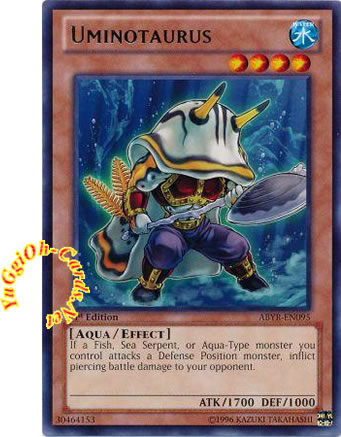 UMINOTAURUS
WATER
水
YuGgiOh-Cards.Net
Edition
ABYR-EN095
[AQUA / EFFECT]
If a Fish, Sea Serpent, or Aqua-Type monster you
control attacks a Defense Position monster, inflict
piercing battle damage to your opponent.
ATK/1700 DEF/1000
30464153
©1996 KAZUKI TAKAHASHI